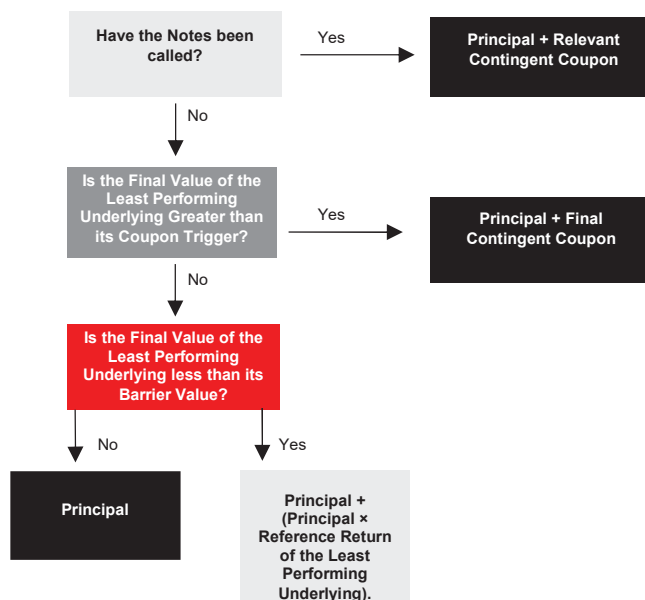 Have the Notes been
called?
Yes
Principal + Relevant
Contingent Coupon
No
Is the Final Value of the
Least Performing
Underlying Greater than
its Coupon Trigger?
Yes
Principal + Final
Contingent Coupon
No
Is the Final Value of the
Least Performing
Underlying less than its
Barrier Value?
No
Yes
Principal
Principal +
(Principal ×
Reference Return
of the Least
Performing
Underlying).